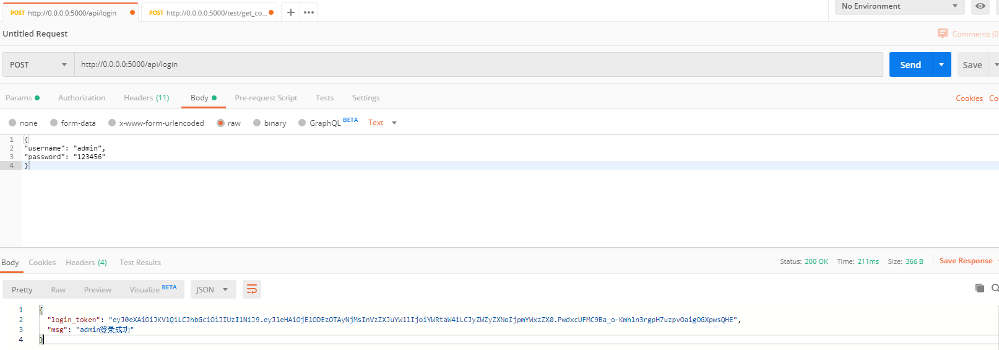 POST http://0.0.0.0:5000/api/login POST http://0.0.0.0:5000/test/get_co... No Environment
Untitled Request Comments (0
POST http://0.0.0.0:5000/api/login Send Save
Params Authorization Headers (11) Body Pre-request Script Tests Settings Cookies Co
none form-data x-www-form-urlencoded raw binary GraphQL BETA Text
1 {
2 "username": "admin",
3 "password": "123456"
4 }
Body Cookies Headers (4) Test Results Status: 200 OK Time: 211ms Size: 366 B Save Response
Pretty Raw Preview Visualize BETA JSON
1 {
2 "login_token": "eyJ0eXAiOiJKV1QiLCJhbGciOiJIUzI1NiJ9.eyJleHAiOjE1ODEzOTAyNjMsInVzZXJuYW1lIjoiYWRtaW4iLCJyZWZyZXNoIjpmYWxzZX0.PwdxcUFMC9Ba_o-Kmhln3rgpH7uzpvOaigOGXpwsQHE",
3 "msg": "admin登录成功"
4 }